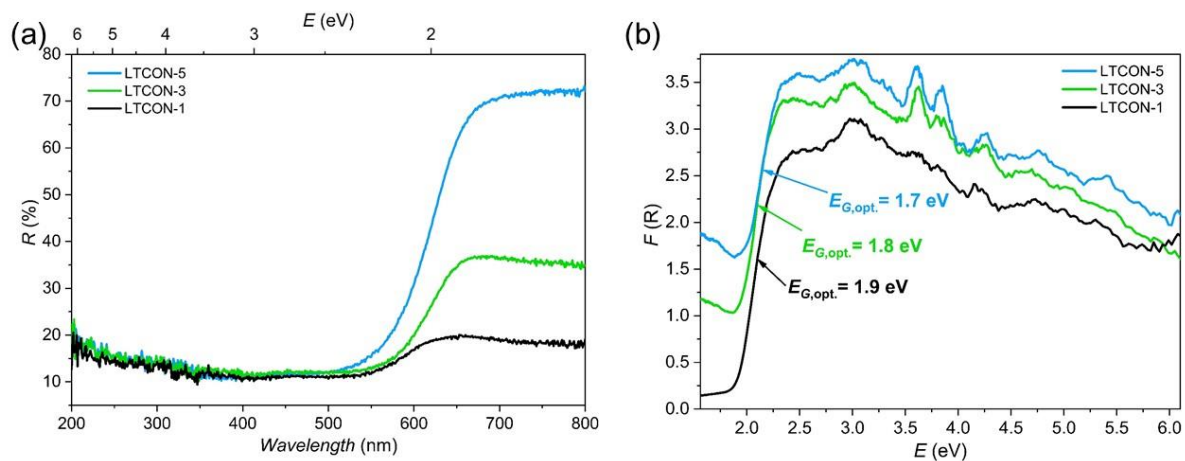 (a)
E (eV)
6 5 4 3 2
80
70
60
50
40
30
20
10
R (%)
LTCON-5
LTCON-3
LTCON-1
200 300 400 500 600 700 800
Wavelength (nm)
(b)
3.5
3.0
2.5
2.0
1.5
1.0
0.5
0.0
F (R)
LTCON-5
LTCON-3
LTCON-1
EG,opt.= 1.7 eV
EG,opt.= 1.8 eV
EG,opt.= 1.9 eV
2.0 2.5 3.0 3.5 4.0 4.5 5.0 5.5 6.0
E (eV)